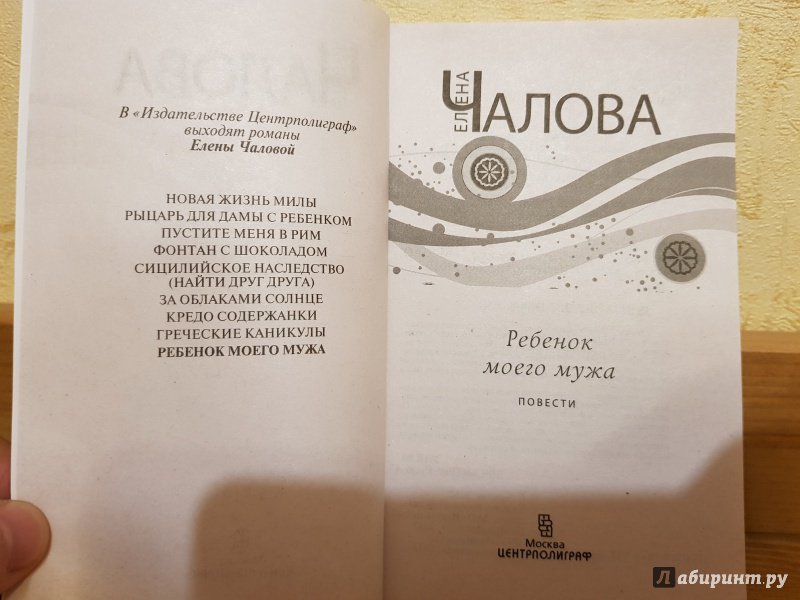 В «Издательстве Центрполиграф»
выходят романы
Елены Чаловой
НОВАЯ ЖИЗНЬ МИЛЫ
РЫЦАРЬ ДЛЯ ДАМЫ С РЕБЕНКОМ
ПУСТИТЕ МЕНЯ В РИМ
ФОНТАН С ШОКОЛАДОМ
СИЦИЛИЙСКОЕ НАСЛЕДСТВО
(НАЙТИ ДРУГ ДРУГА)
ЗА ОБЛАКАМИ СОЛНЦЕ
КРЕДО СОДЕРЖАНКИ
ГРЕЧЕСКИЕ КАНИКУЛЫ
РЕБЕНОК МОЕГО МУЖА
ЕЛЕНА
ЧАЛОВА
Ребенок
моего мужа
ПОВЕСТИ
Москва
ЦЕНТРПОЛИГРАФ
Лабиринт.ру